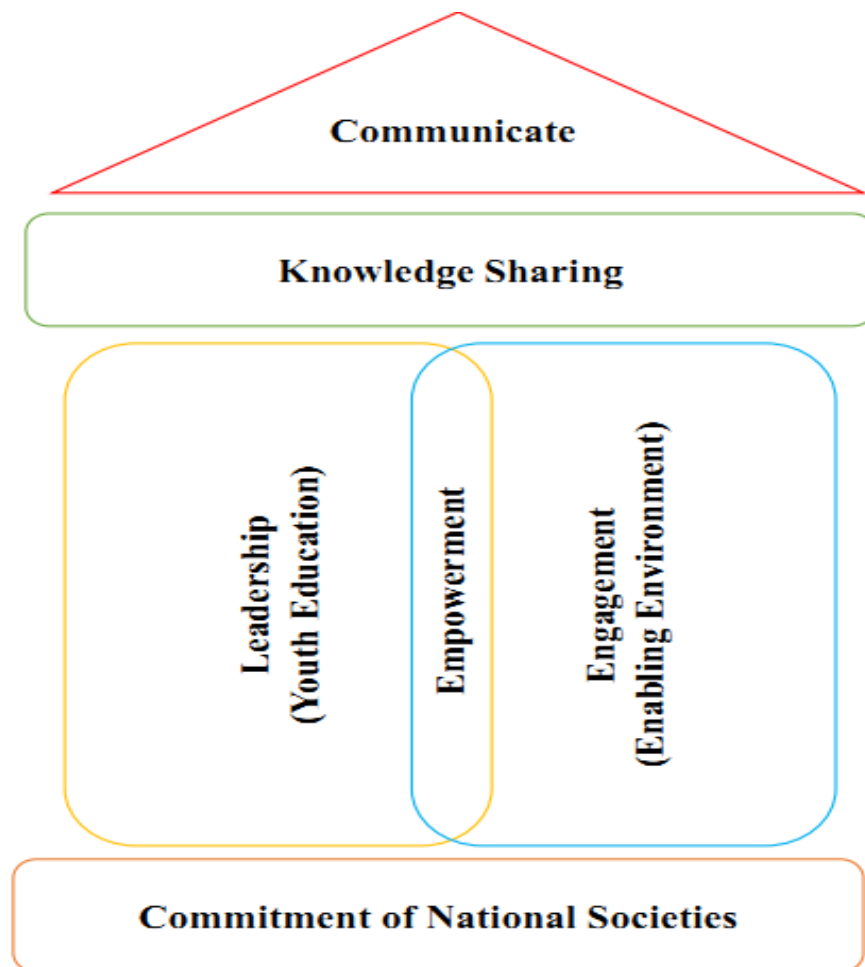 Communicate
Knowledge Sharing
Leadership
(Youth Education)
Empowerment
Engagement
(Enabling Environment)
Commitment of National Societies